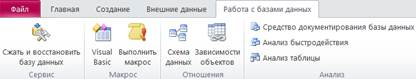 Файл Главная Создание Внешние данные Работа с базами данных
Сжать и восстановить базу данных
Visual Basic
Выполнить макрос
Схема данных
Зависимости объектов
Средство документирования базы данных
Анализ быстродействия
Анализ таблицы
Сервис Макрос Отношения Анализ